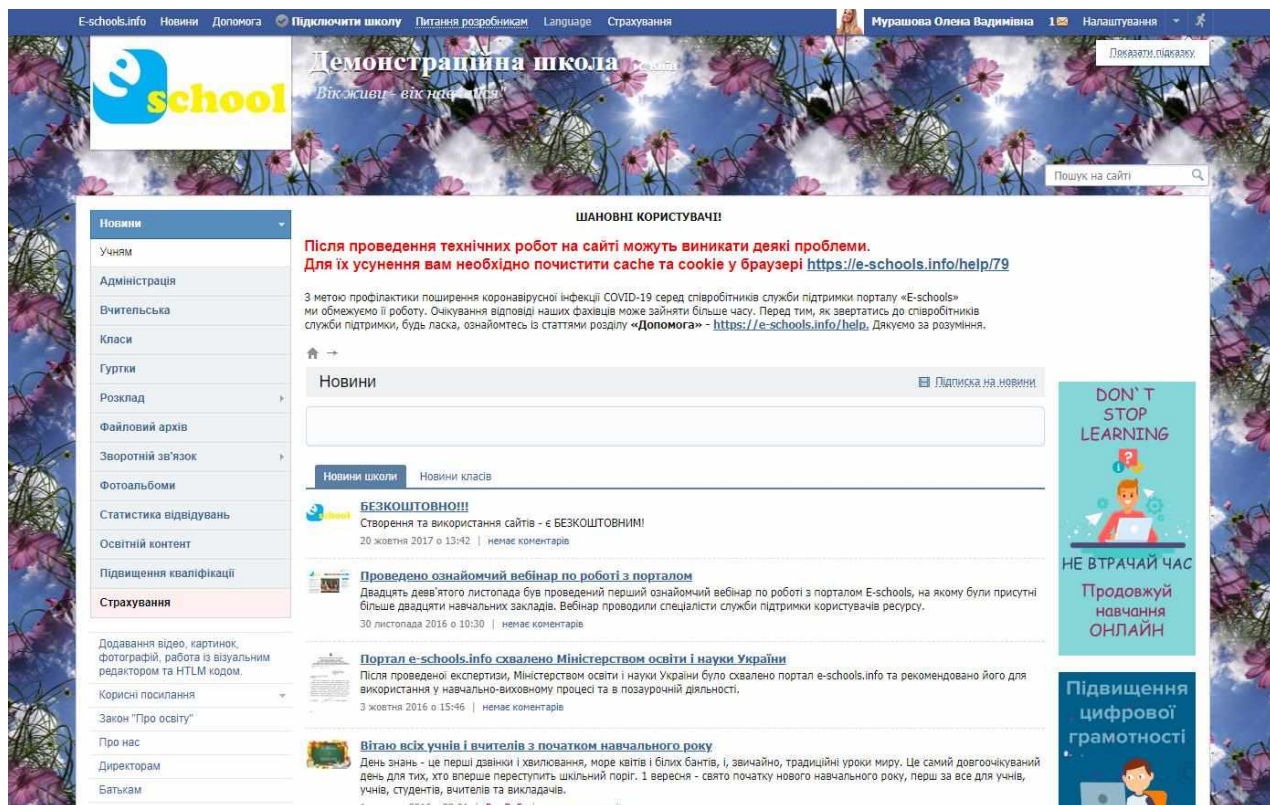 E-schools.info Новини Допомога Підключити школу Питання розробникам Language Страхування Мурашова Олена Вадимівна 1 Налаштування
e school
Демонстраційна школа
"Вік живи - вік навчайся"
Показати підказку
Пошук на сайті
Новини
Учням
Адміністрація
Вчительська
Класи
Гуртки
Розклад
Файловий архів
Зворотній зв'язок
Фотоальбоми
Статистика відвідувань
Освітній контент
Підвищення кваліфікації
Страхування
Додавання відео, картинок,
фотографій, работа із візуальним
редактором та HTLM кодом.
Корисні посилання
Закон "Про освіту"
Про нас
Директорам
Батькам
ШАНОВНІ КОРИСТУВАЧІ!
Після проведення технічних робот на сайті можуть виникати деякі проблеми.
Для їх усунення вам необхідно почистити cache та cookie у браузері https://e-schools.info/help/79
З метою профілактики поширення коронавірусної інфекції COVID-19 серед співробітників служби підтримки порталу «E-schools»
ми обмежуємо її роботу. Очікування відповіді наших фахівців може зайняти більше часу. Перед тим, як звертатись до співробітників
служби підтримки, будь ласка, ознайомтесь із статтями розділу «Допомога» - https://e-schools.info/help. Дякуємо за розуміння.
Новини
Підписка на новини
Новини школи Новини класів
БЕЗКОШТОВНО!!!
Створення та використання сайтів - є БЕЗКОШТОВНИМ!
20 жовтня 2017 о 13:42 | немає коментарів
Проведено ознайомчий вебінар по роботі з порталом
Двадцять девв'ятого листопада був проведений перший ознайомчий вебінар по роботі з порталом E-schools, на якому були присутні
більше двадцяти навчальних закладів. Вебінар проводили спеціалісти служби підтримки користувачів ресурсу.
30 листопада 2016 о 10:30 | немає коментарів
Портал e-schools.info схвалено Міністерством освіти і науки України
Після проведеної експертизи, Міністерством освіти і науки України було схвалено портал e-schools.info та рекомендовано його для
використання у навчально-виховному процесі та в позаурочній діяльності.
3 жовтня 2016 о 15:46 | немає коментарів
Вітаю всіх учнів і вчителів з початком навчального року
День знань - це перші дзвінки і хвилювання, море квітів і білих бантів, і, звичайно, традиційні уроки миру. Це самий довгоочікуваний
день для тих, хто вперше переступить шкільний поріг. 1 вересня - свято початку нового навчального року, перш за все для учнів,
учнів, студентів, вчителів та викладачів.
DON`T
STOP
LEARNING
НЕ ВТРАЧАЙ ЧАС
Продовжуй
навчання
ОНЛАЙН
Підвищення
цифрової
грамотності